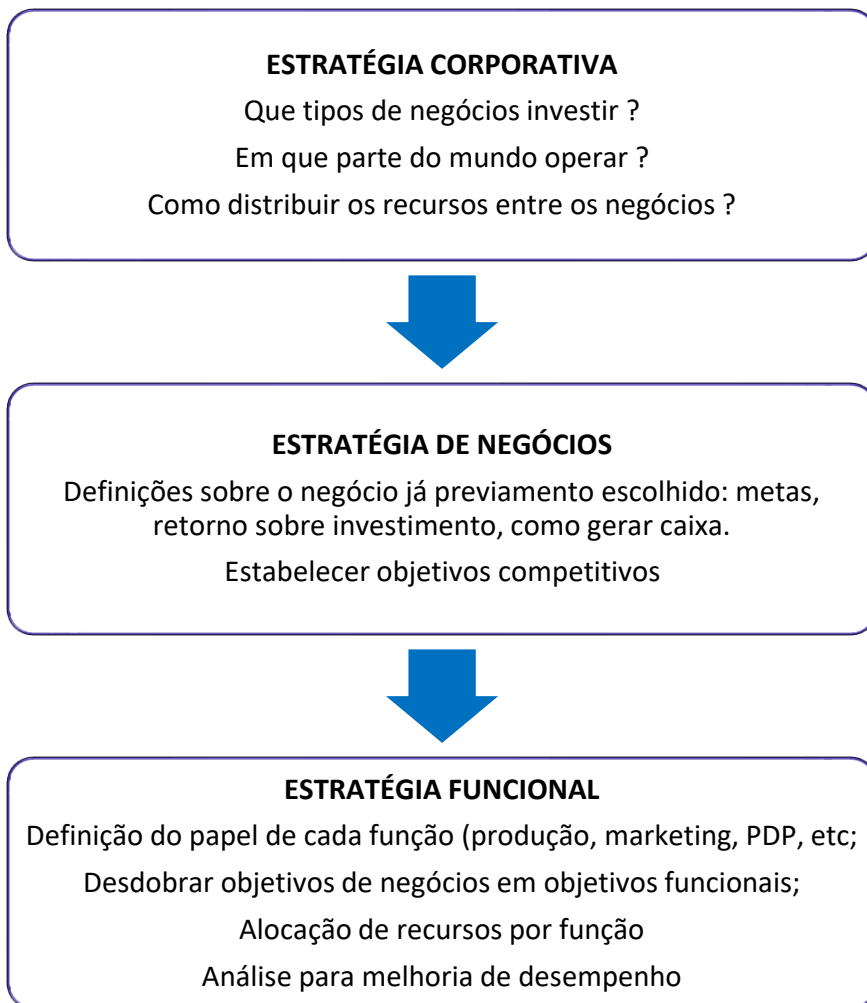 ESTRATÉGIA CORPORATIVA
Que tipos de negócios investir ?
Em que parte do mundo operar ?
Como distribuir os recursos entre os negócios ?
ESTRATÉGIA DE NEGÓCIOS
Definições sobre o negócio já previamento escolhido: metas,
retorno sobre investimento, como gerar caixa.
Estabelecer objetivos competitivos
ESTRATÉGIA FUNCIONAL
Definição do papel de cada função (produção, marketing, PDP, etc;
Desdobrar objetivos de negócios em objetivos funcionais;
Alocação de recursos por função
Análise para melhoria de desempenho